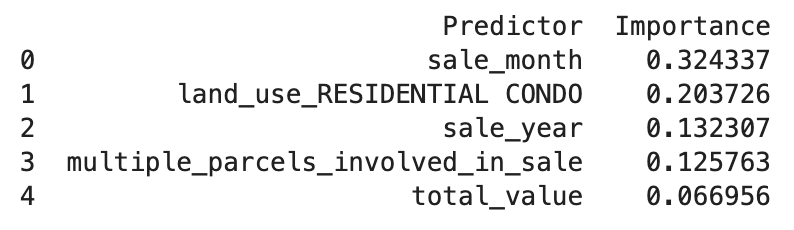 Predictor Importance
0 sale_month 0.324337
1 land_use_RESIDENTIAL CONDO 0.203726
2 sale_year 0.132307
3 multiple_parcels_involved_in_sale 0.125763
4 total_value 0.066956